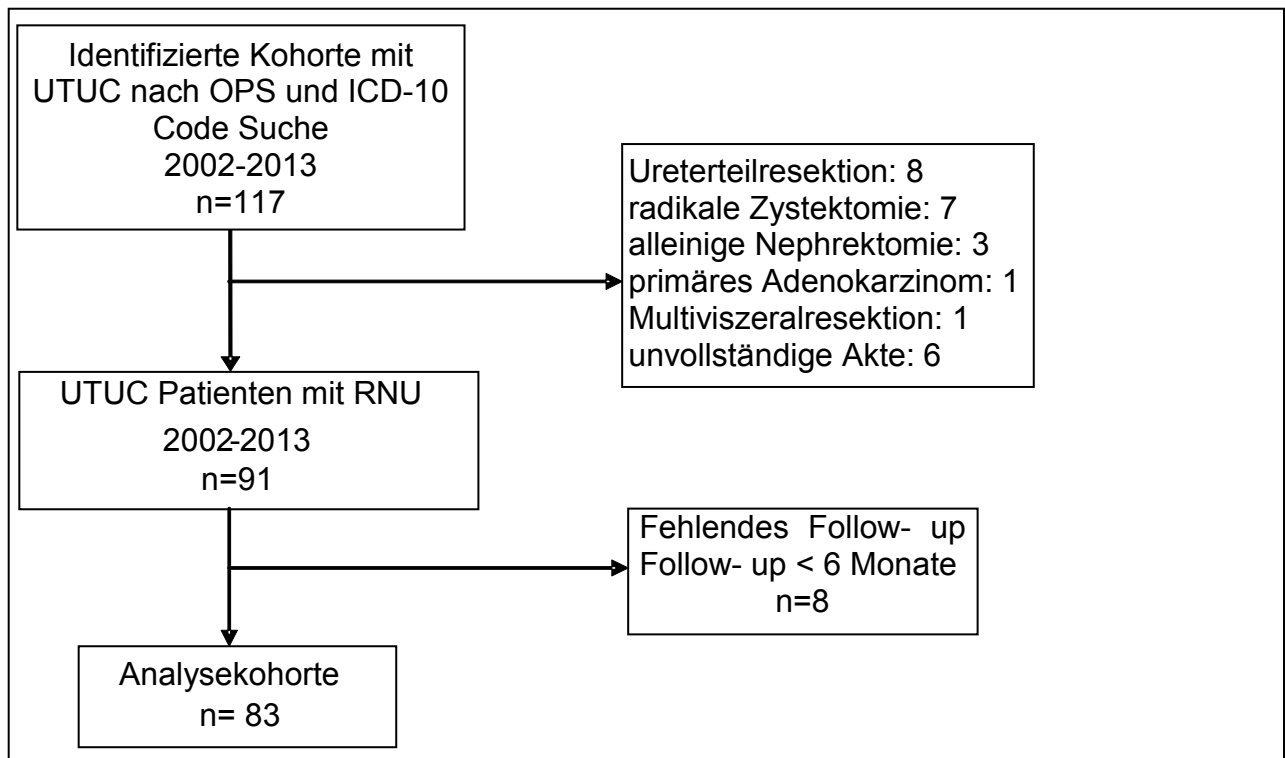 Identifizierte Kohorte mit
UTUC nach OPS und ICD-10
Code Suche
2002-2013
n=117
Ureterteilresektion: 8
radikale Zystektomie: 7
alleinige Nephrektomie: 3
primäres Adenokarzinom: 1
Multiviszeralresektion: 1
unvollständige Akte: 6
UTUC Patienten mit RNU
2002-2013
n=91
Fehlendes Follow- up
Follow- up < 6 Monate
n=8
Analysekohorte
n= 83